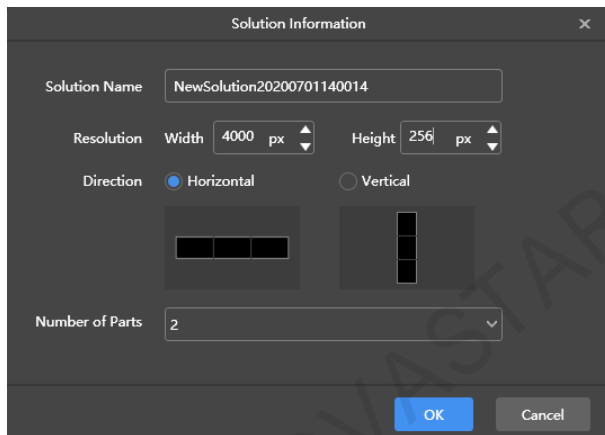 Solution Information
Solution Name NewSolution20200701140014
Resolution Width 4000 px Height 256 px
Direction Horizontal Vertical
Number of Parts 2
OK Cancel
VASTAR